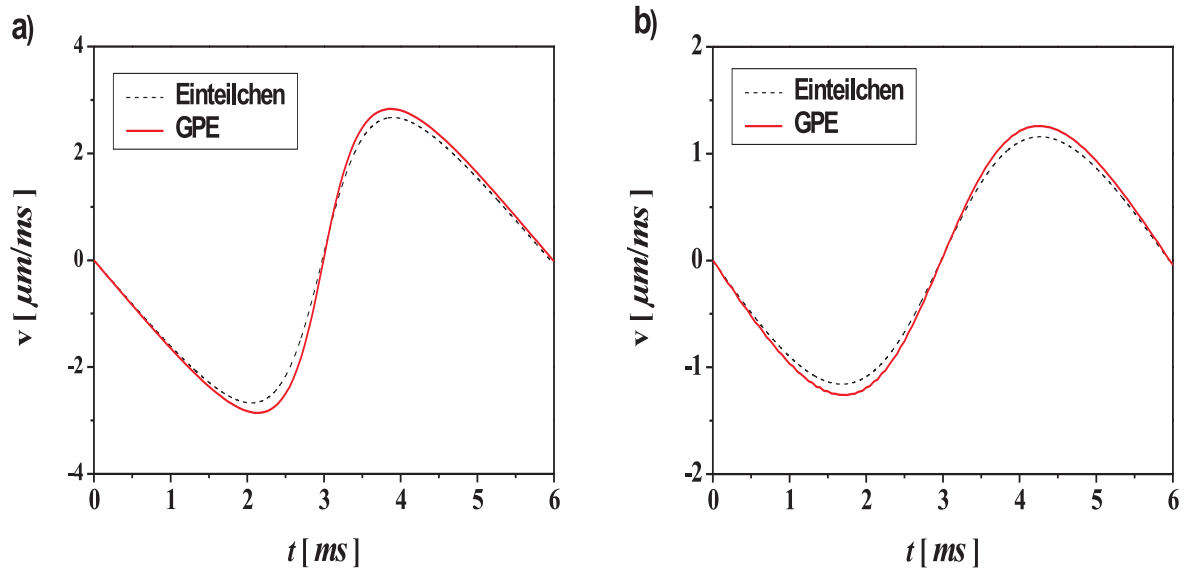 a)
4
2
0
-2
-4
v [ μm/ms ]
Einteilchen
GPE
0 1 2 3 4 5 6
t [ ms ]
b)
2
1
0
-1
-2
v [ μm/ms ]
Einteilchen
GPE
0 1 2 3 4 5 6
t [ ms ]